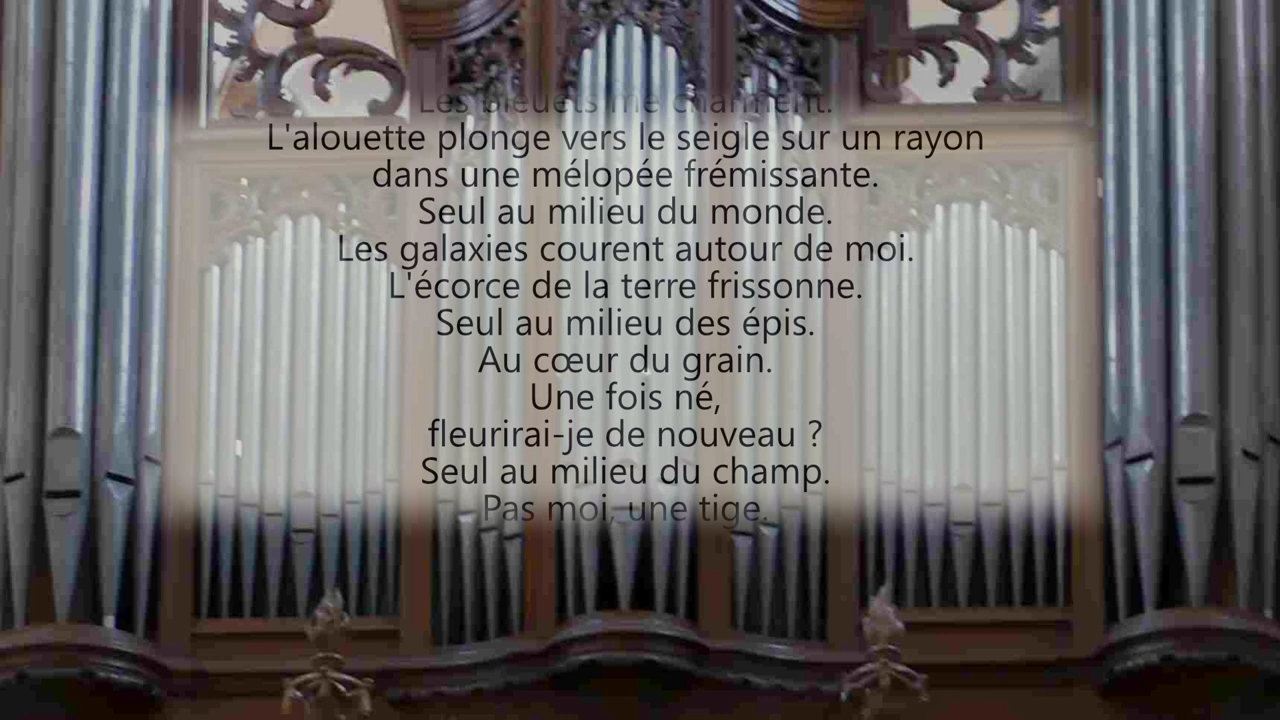 Les bleuets me charment.
L'alouette plonge vers le seigle sur un rayon
dans une mélopée frémissante.
Seul au milieu du monde.
Les galaxies courent autour de moi.
L'écorce de la terre frissonne.
Seul au milieu des épis.
Au cœur du grain.
Une fois né,
fleurirai-je de nouveau ?
Seul au milieu du champ.
Pas moi, une tige.